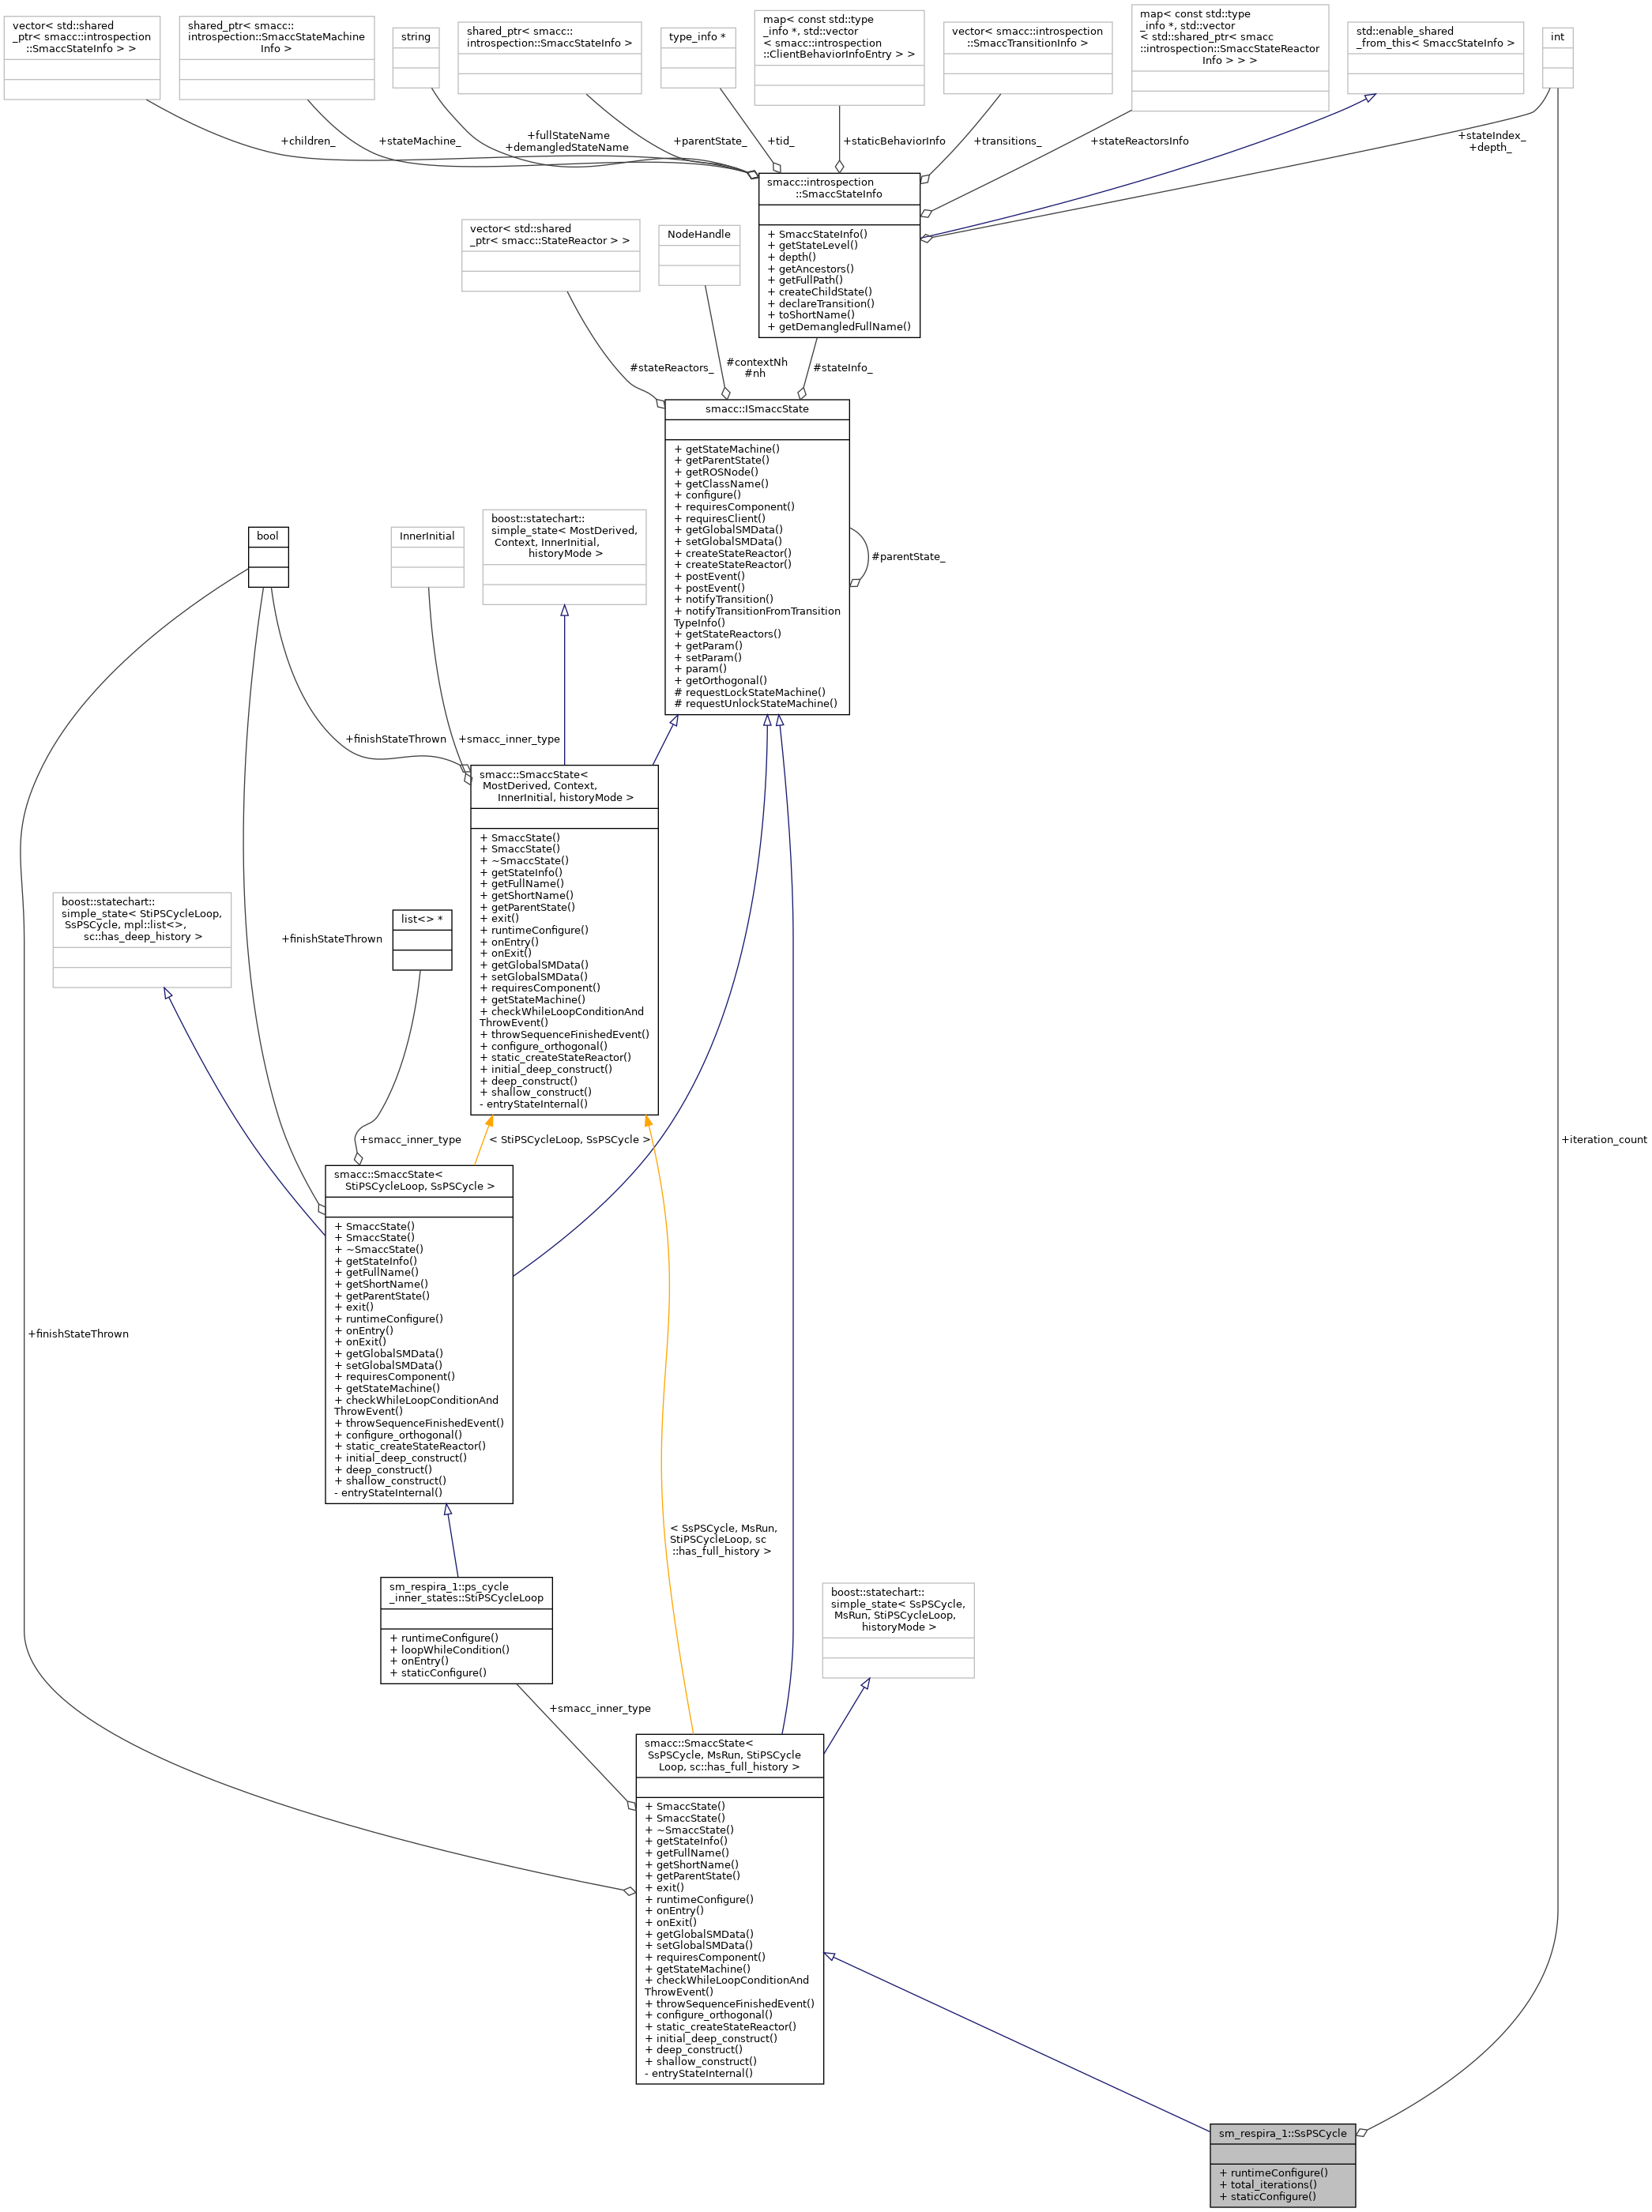 vector< std::shared
_ptr< smacc::introspection
::SmaccStateInfo > >
shared_ptr< smacc::
introspection::SmaccStateMachine
Info >
string
shared_ptr< smacc::
introspection::SmaccStateInfo >
type_info *
map< const std::type
_info *, std::vector
< smacc::introspection
::ClientBehaviorInfoEntry > >
vector< smacc::introspection
::SmaccTransitionInfo >
map< const std::type
_info *, std::vector
< std::shared_ptr< smacc
::introspection::SmaccStateReactor
Info > > >
std::enable_shared
_from_this< SmaccStateInfo >
int
+children_
+stateMachine_
+fullStateName
+demangledStateName
+parentState_
+tid_
+staticBehaviorInfo
+transitions_
+stateReactorsInfo
+stateIndex_
+depth_
smacc::introspection
::SmaccStateInfo
+ SmaccStateInfo()
+ getStateLevel()
+ depth()
+ getAncestors()
+ getFullPath()
+ createChildState()
+ declareTransition()
+ toShortName()
+ getDemangledFullName()
vector< std::shared
_ptr< smacc::StateReactor > >
NodeHandle
#stateReactors_
#contextNh
#nh
#stateInfo_
smacc::ISmaccState
+ getStateMachine()
+ getParentState()
+ getROSNode()
+ getClassName()
+ configure()
+ requiresComponent()
+ requiresClient()
+ getGlobalSMData()
+ setGlobalSMData()
+ createStateReactor()
+ createStateReactor()
+ postEvent()
+ postEvent()
+ notifyTransition()
+ notifyTransitionFromTransition
TypeInfo()
+ getStateReactors()
+ getParam()
+ setParam()
+ param()
+ getOrthogonal()
# requestLockStateMachine()
# requestUnlockStateMachine()
#parentState_
bool
InnerInitial
boost::statechart::
simple_state< MostDerived,
Context, InnerInitial,
historyMode >
+finishStateThrown
+smacc_inner_type
smacc::SmaccState<
MostDerived, Context,
InnerInitial, historyMode >
+ SmaccState()
+ SmaccState()
+ ~SmaccState()
+ getStateInfo()
+ getFullName()
+ getShortName()
+ getParentState()
+ exit()
+ runtimeConfigure()
+ onEntry()
+ onExit()
+ getGlobalSMData()
+ setGlobalSMData()
+ requiresComponent()
+ getStateMachine()
+ checkWhileLoopConditionAnd
ThrowEvent()
+ throwSequenceFinishedEvent()
+ configure_orthogonal()
+ static_createStateReactor()
+ initial_deep_construct()
+ deep_construct()
+ shallow_construct()
- entryStateInternal()
boost::statechart::
simple_state< StiPSCycleLoop,
SsPSCycle, mpl::list<>,
sc::has_deep_history >
+finishStateThrown
list<> *
+smacc_inner_type
< StiPSCycleLoop, SsPSCycle >
+iteration_count
smacc::SmaccState<
StiPSCycleLoop, SsPSCycle >
+ SmaccState()
+ SmaccState()
+ ~SmaccState()
+ getStateInfo()
+ getFullName()
+ getShortName()
+ getParentState()
+ exit()
+ runtimeConfigure()
+ onEntry()
+ onExit()
+ getGlobalSMData()
+ setGlobalSMData()
+ requiresComponent()
+ getStateMachine()
+ checkWhileLoopConditionAnd
ThrowEvent()
+ throwSequenceFinishedEvent()
+ configure_orthogonal()
+ static_createStateReactor()
+ initial_deep_construct()
+ deep_construct()
+ shallow_construct()
- entryStateInternal()
+finishStateThrown
< SsPSCycle, MsRun,
StiPSCycleLoop, sc
::has_full_history >
sm_respira_1::ps_cycle
_inner_states::StiPSCycleLoop
+ runtimeConfigure()
+ loopWhileCondition()
+ onEntry()
+ staticConfigure()
boost::statechart::
simple_state< SsPSCycle,
MsRun, StiPSCycleLoop,
historyMode >
+smacc_inner_type
smacc::SmaccState<
SsPSCycle, MsRun, StiPSCycle
Loop, sc::has_full_history >
+ SmaccState()
+ SmaccState()
+ ~SmaccState()
+ getStateInfo()
+ getFullName()
+ getShortName()
+ getParentState()
+ exit()
+ runtimeConfigure()
+ onEntry()
+ onExit()
+ getGlobalSMData()
+ setGlobalSMData()
+ requiresComponent()
+ getStateMachine()
+ checkWhileLoopConditionAnd
ThrowEvent()
+ throwSequenceFinishedEvent()
+ configure_orthogonal()
+ static_createStateReactor()
+ initial_deep_construct()
+ deep_construct()
+ shallow_construct()
- entryStateInternal()
sm_respira_1::SsPSCycle
+ runtimeConfigure()
+ total_iterations()
+ staticConfigure()